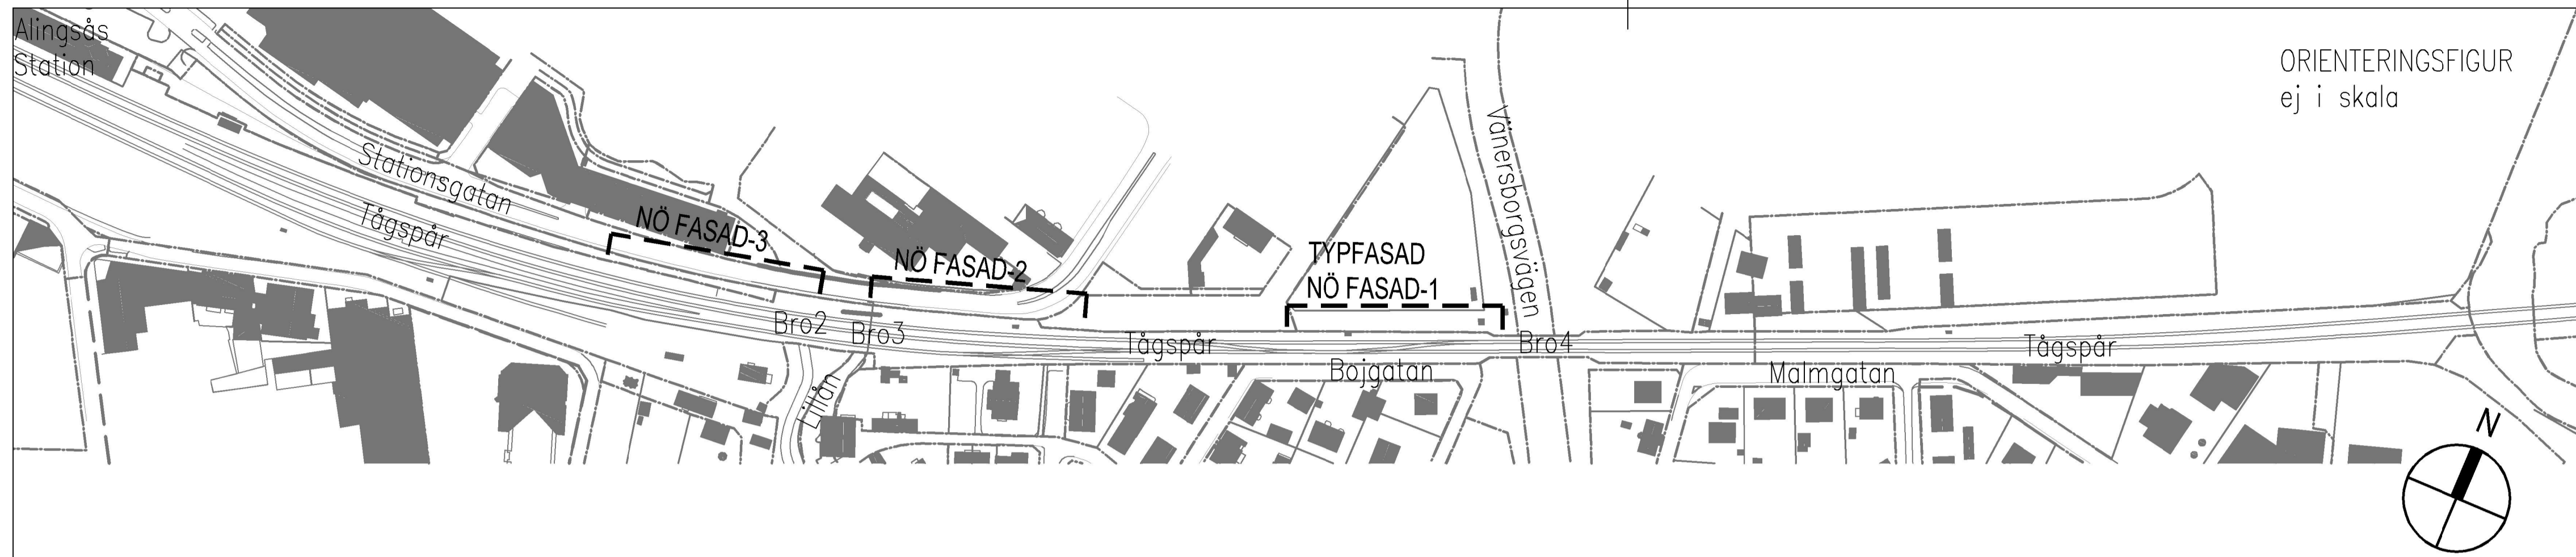 Alingsås
Station
ORIENTERINGSFIGUR
ej i skala
Stationsgatan
Tågspår
NÖ FASAD-3
NÖ FASAD-2
TYPFASAD
NÖ FASAD-1
Vänersborgsvägen
Bro2
Bro3
Tågspår
Bro4
Tågspår
Bojgatan
Malmgatan
Lillån
N